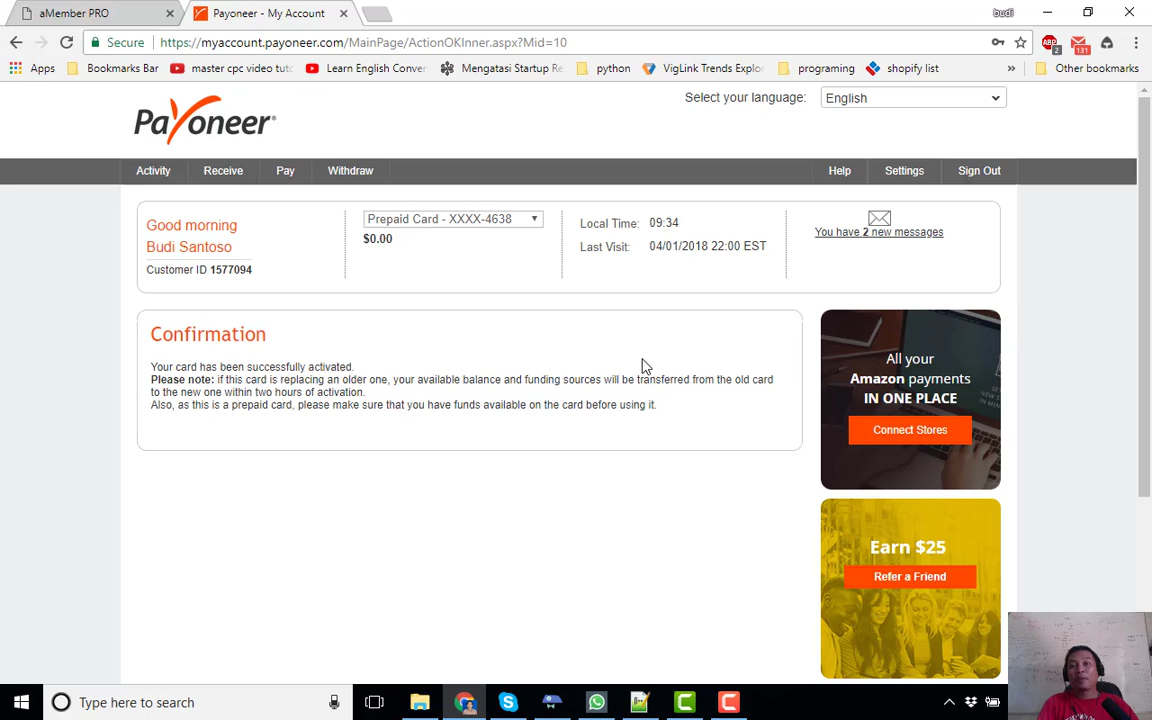 aMember PRO
Payoneer - My Account
budi
Secure https://myaccount.payoneer.com/MainPage/ActionOKInner.aspx?Mid=10
2
131
Apps Bookmarks Bar master cpc video tuto Learn English Conver Mengatasi Startup Re python VigLink Trends Explo programing shopify list » Other bookmarks
Select your language: English
Payoneer
Activity Receive Pay Withdraw Help Settings Sign Out
Good morning
Budi Santoso
Customer ID 1577094
Prepaid Card - XXXX-4638
$0.00
Local Time: 09:34
Last Visit: 04/01/2018 22:00 EST
You have 2 new messages
Confirmation
Your card has been successfully activated.
Please note: if this card is replacing an older one, your available balance and funding sources will be transferred from the old card
to the new one within two hours of activation.
Also, as this is a prepaid card, please make sure that you have funds available on the card before using it.
All your
Amazon payments
IN ONE PLACE
Connect Stores
Earn $25
Refer a Friend
Type here to search